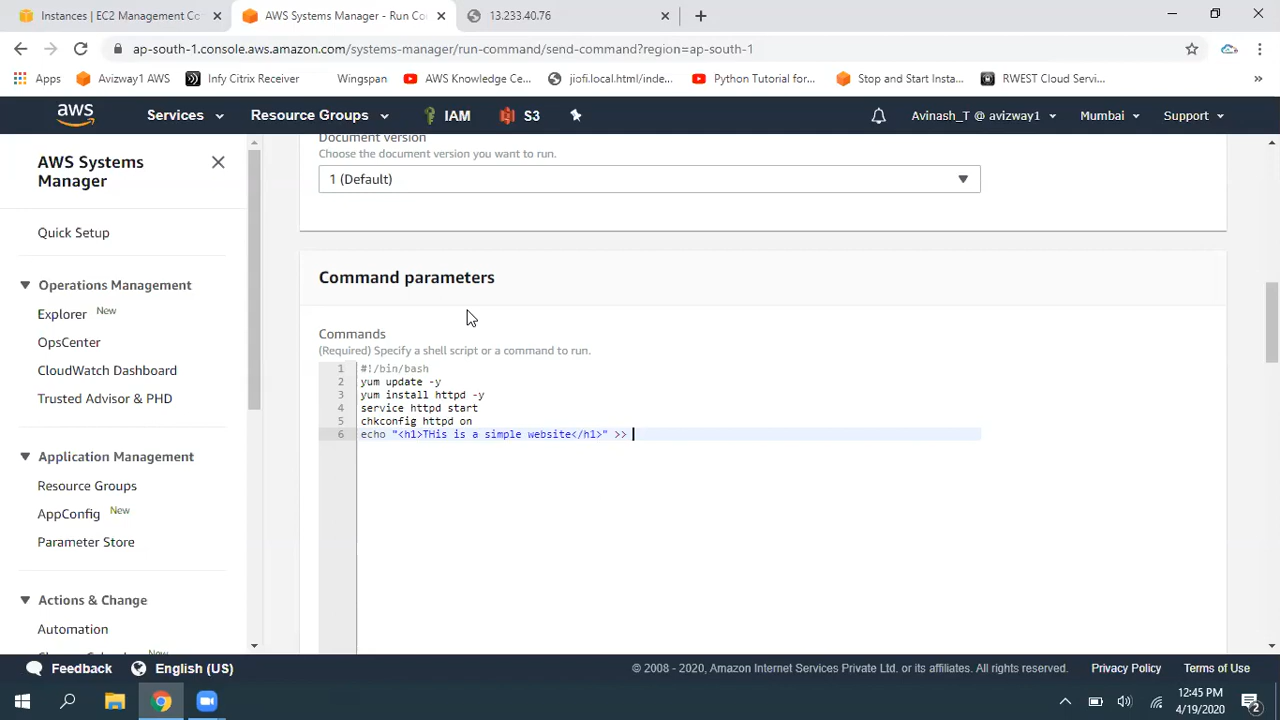 Instances | EC2 Management Co
AWS Systems Manager - Run Co
13.233.40.76
ap-south-1.console.aws.amazon.com/systems-manager/run-command/send-command?region=ap-south-1
Apps
Avizway1 AWS
Infy Citrix Receiver
Wingspan
AWS Knowledge Ce...
jiofi.local.html/inde...
Python Tutorial for...
Stop and Start Insta...
RWEST Cloud Servi...
»
aws
Services
Resource Groups
IAM
S3
Avinash_T @ avizway1
Mumbai
Support
AWS Systems
Manager
Quick Setup
Operations Management
Explorer New
OpsCenter
CloudWatch Dashboard
Trusted Advisor & PHD
Application Management
Resource Groups
AppConfig New
Parameter Store
Actions & Change
Automation
New
Document version
Choose the document version you want to run.
1 (Default)
Command parameters
Commands
(Required) Specify a shell script or a command to run.
1 #!/bin/bash
2 yum update -y
3 yum install httpd -y
4 service httpd start
5 chkconfig httpd on
6 echo "<h1>THis is a simple website</h1>" >>
Feedback
English (US)
© 2008 - 2020, Amazon Internet Services Private Ltd. or its affiliates. All rights reserved.
Privacy Policy
Terms of Use
12:45 PM
4/19/2020
2